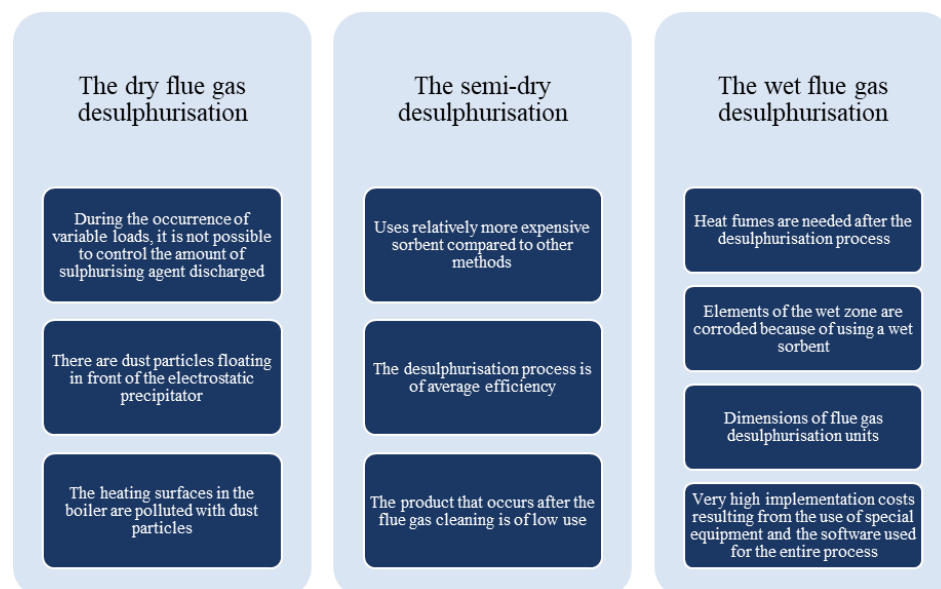 The dry flue gas
desulphurisation
During the occurrence of
variable loads, it is not possible
to control the amount of
sulphurising agent discharged
There are dust particles floating
in front of the electrostatic
precipitator
The heating surfaces in the
boiler are polluted with dust
particles
The semi-dry
desulphurisation
Uses relatively more expensive
sorbent compared to other
methods
The desulphurisation process is
of average efficiency
The product that occurs after the
flue gas cleaning is of low use
The wet flue gas
desulphurisation
Heat fumes are needed after the
desulphurisation process
Elements of the wet zone are
corroded because of using a wet
sorbent
Dimensions of flue gas
desulphurisation units
Very high implementation costs
resulting from the use of special
equipment and the software used
for the entire process